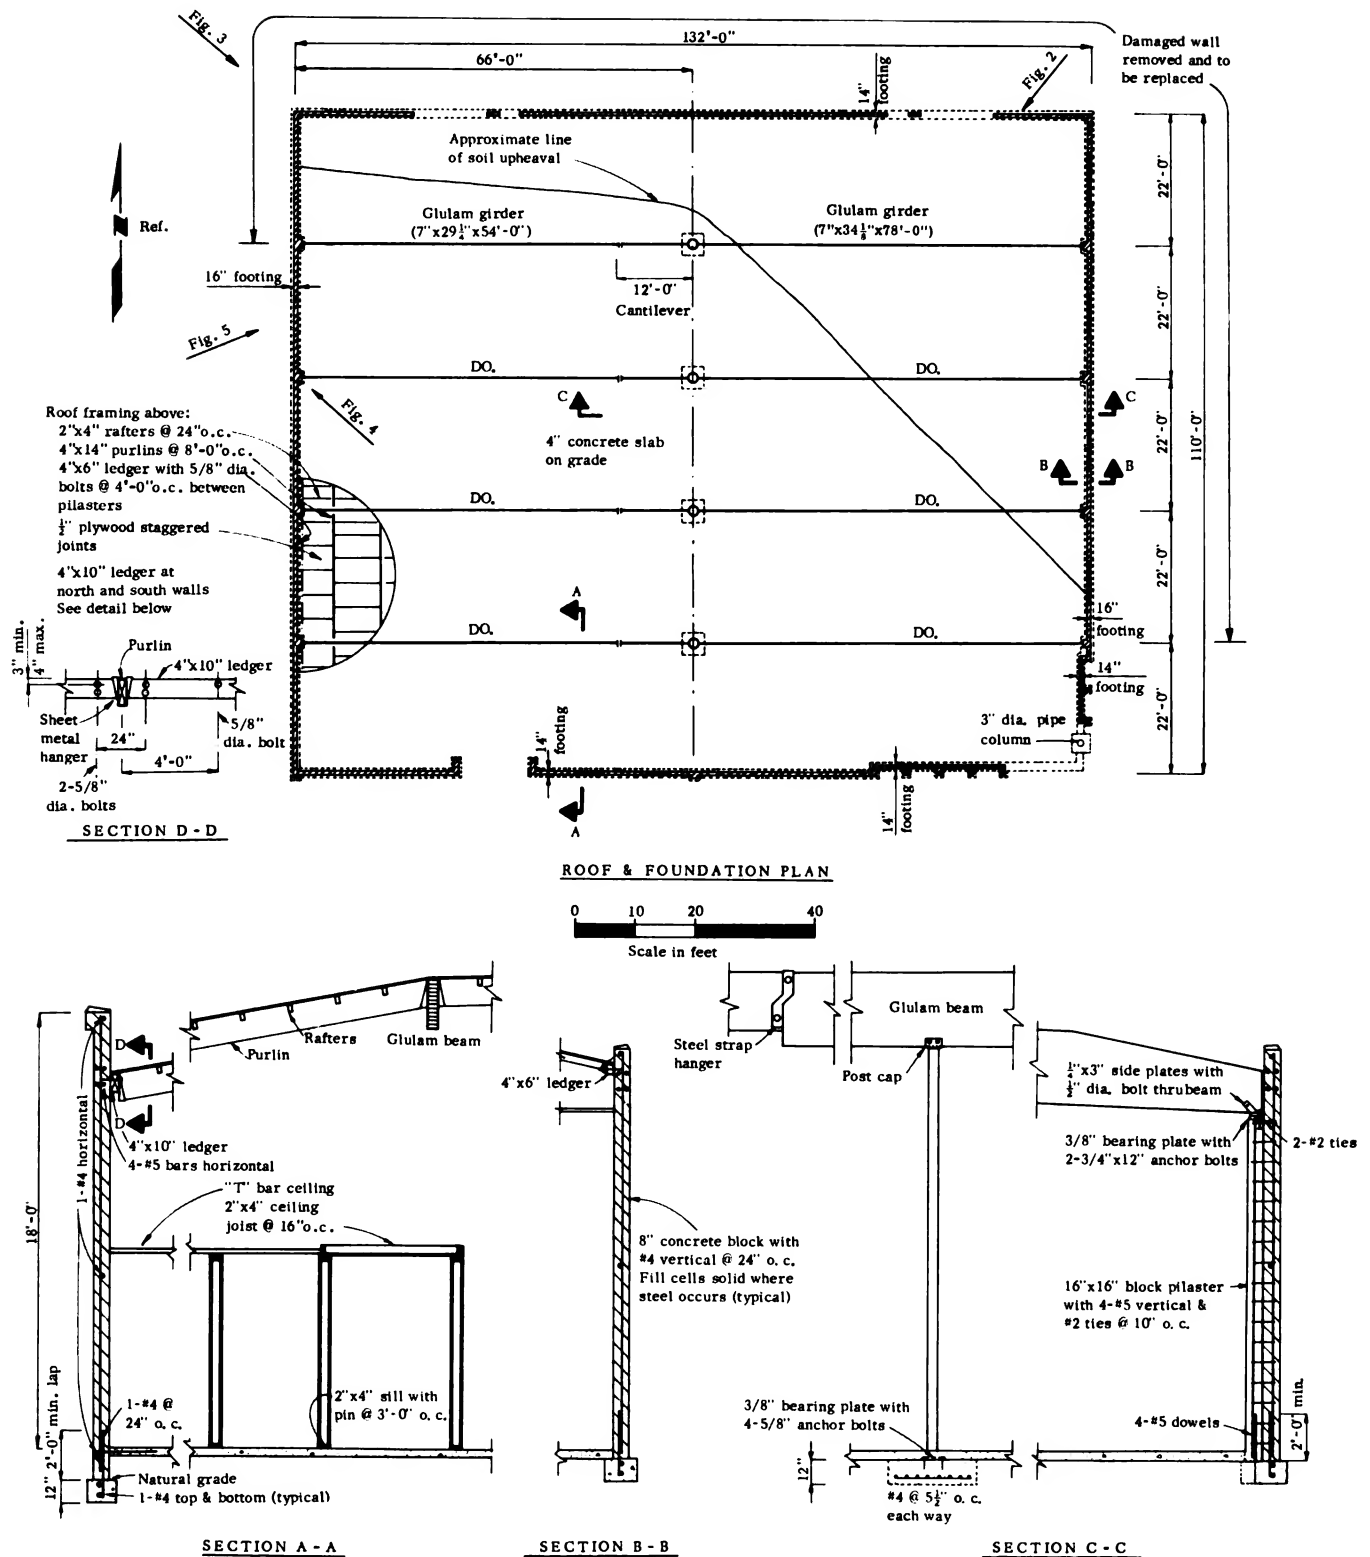 Fig. 3
132'-0"
66'-0"
Damaged wall
removed and to
be replaced
Fig. 2
14"
footing
Approximate line
of soil upheaval
22'-0"
Ref.
Glulam girder
(7"x29¼"x54'-0")
Glulam girder
(7"x34⅛"x78'-0")
16" footing
12'-0"
Cantilever
22'-0"
Fig. 5
DO.
DO.
C
C
Fig. 4
4" concrete slab
on grade
22'-0"
110'-0"
B
B
Roof framing above:
2"x4" rafters @ 24"o.c.
4"x14" purlins @ 8'-0"o.c.
4"x6" ledger with 5/8" dia.
bolts @ 4'-0"o.c. between
pilasters
½" plywood staggered
joints
4"x10" ledger at
north and south walls
See detail below
DO.
DO.
22'-0"
A
16"
footing
DO.
DO.
3" min.
4" max.
Purlin
4"x10" ledger
Sheet
metal
hanger
24"
5/8"
dia. bolt
4'-0"
2-5/8"
dia. bolts
SECTION D-D
14"
footing
3" dia. pipe
column
22'-0"
14"
footing
A
14"
footing
ROOF & FOUNDATION PLAN
0 10 20 40
Scale in feet
D
D
Rafters
Purlin
Glulam beam
1-#4 horizontal
18'-0"
4"x10" ledger
4-#5 bars horizontal
"T" bar ceiling
2"x4" ceiling
joist @ 16"o.c.
2'-0" min. lap
12"
1-#4 @
24" o.c.
2"x4" sill with
pin @ 3'-0" o.c.
Natural grade
1-#4 top & bottom (typical)
SECTION A-A
4"x6" ledger
8" concrete block with
#4 vertical @ 24" o.c.
Fill cells solid where
steel occurs (typical)
SECTION B-B
Steel strap
hanger
Glulam beam
Post cap
¼"x3" side plates with
½" dia. bolt thrubeam
3/8" bearing plate with
2-3/4"x12" anchor bolts
2-#2 ties
16"x16" block pilaster
with 4-#5 vertical &
#2 ties @ 10" o.c.
3/8" bearing plate with
4-5/8" anchor bolts
4-#5 dowels
2'-0" min.
12"
#4 @ 5½" o.c.
each way
SECTION C-C